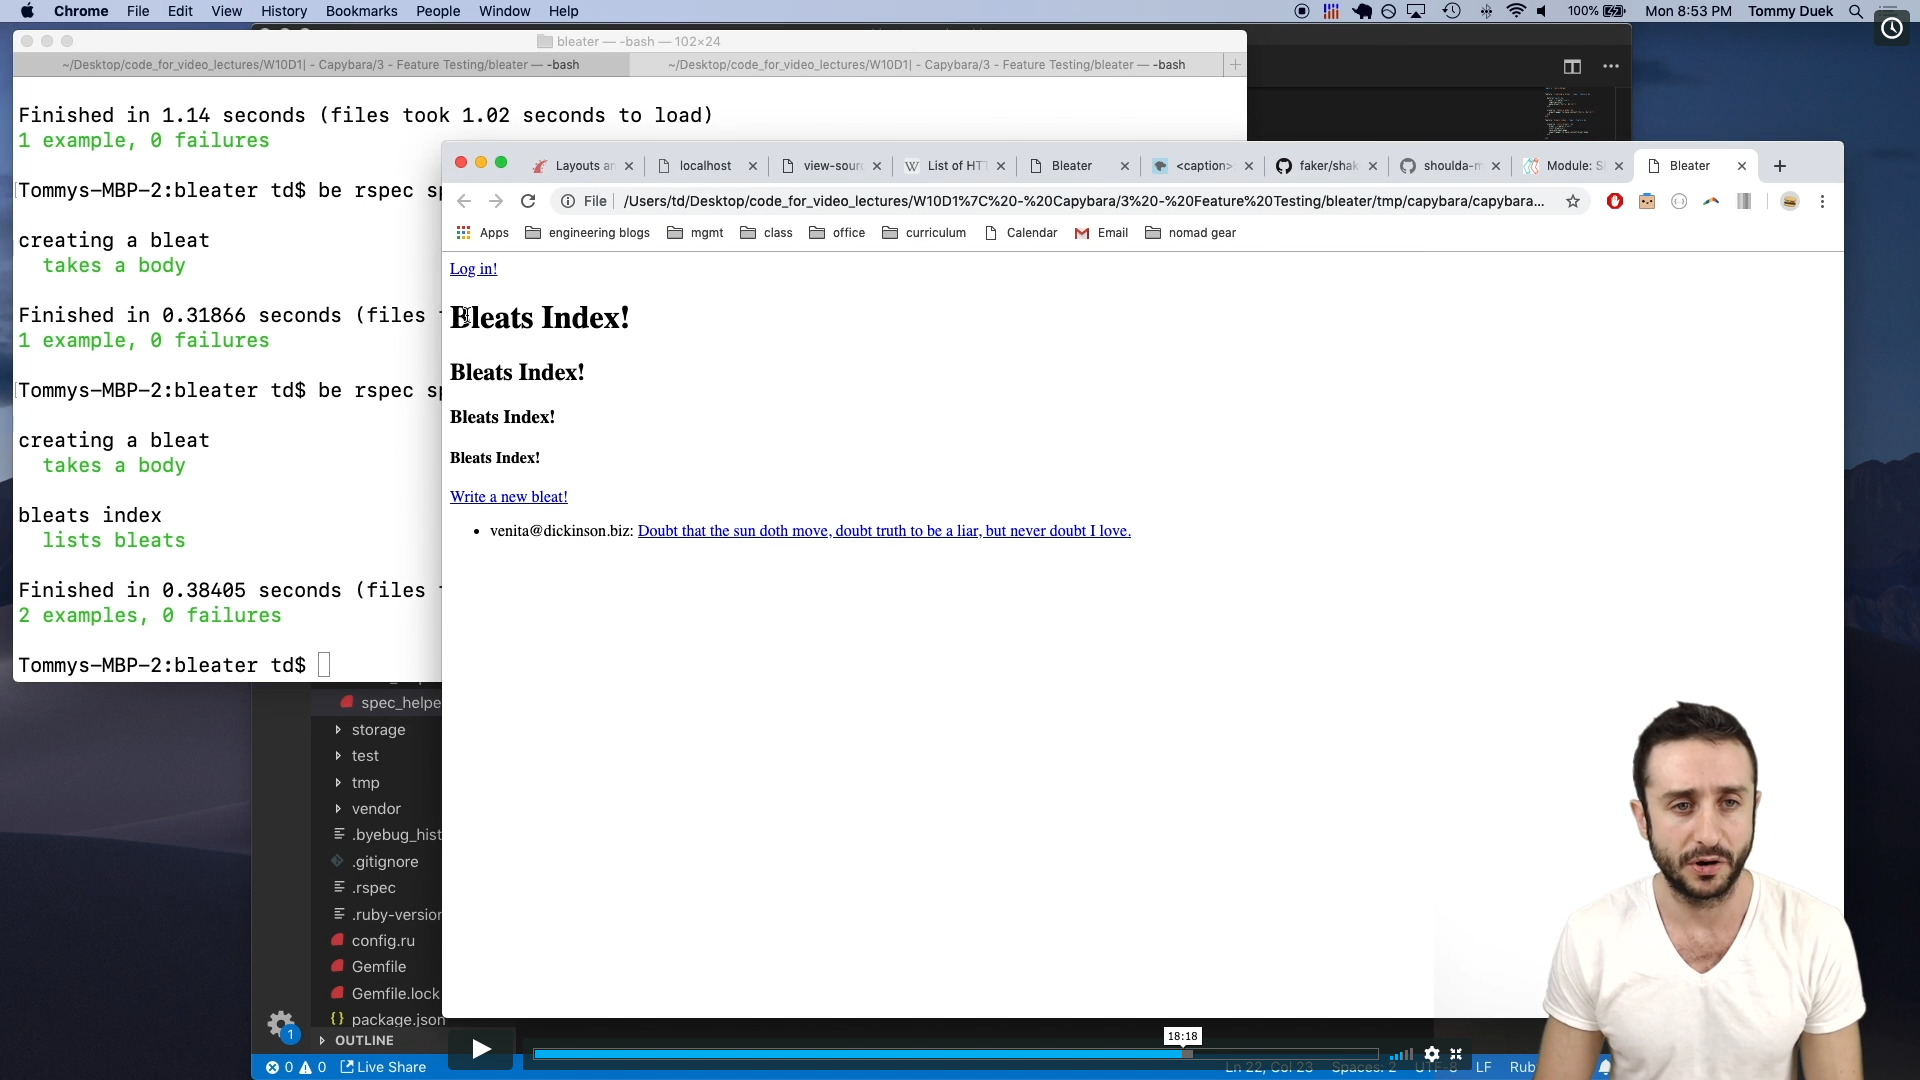 Chrome File Edit View History Bookmarks People Window Help
100% Mon 8:53 PM Tommy Duek
bleater — -bash — 102×24
~/Desktop/code_for_video_lectures/W10D1| - Capybara/3 - Feature Testing/bleater — -bash
~/Desktop/code_for_video_lectures/W10D1| - Capybara/3 - Feature Testing/bleater — -bash
Finished in 1.14 seconds (files took 1.02 seconds to load)
1 example, 0 failures
Tommys-MBP-2:bleater td$ be rspec sp
creating a bleat
takes a body
Finished in 0.31866 seconds (files
1 example, 0 failures
Tommys-MBP-2:bleater td$ be rspec sp
creating a bleat
takes a body
bleats index
lists bleats
Finished in 0.38405 seconds (files
2 examples, 0 failures
Tommys-MBP-2:bleater td$
Layouts an
localhost
view-sourc
List of HTT
Bleater
<caption>
faker/shak
shoulda-m
Module: S
Bleater
File /Users/td/Desktop/code_for_video_lectures/W10D1%7C%20-%20Capybara/3%20-%20Feature%20Testing/bleater/tmp/capybara/capybara...
Apps engineering blogs mgmt class office curriculum Calendar Email nomad gear
Log in!
Bleats Index!
Bleats Index!
Bleats Index!
Bleats Index!
Write a new bleat!
venita@dickinson.biz: Doubt that the sun doth move, doubt truth to be a liar, but never doubt I love.
spec_helpe
storage
test
tmp
vendor
.byebug_hist
.gitignore
.rspec
.ruby-version
config.ru
Gemfile
Gemfile.lock
package.json
1
OUTLINE
18:18
0 0 Live Share
Ln 22, Col 23 Spaces: 2 UTF-8 LF Rub